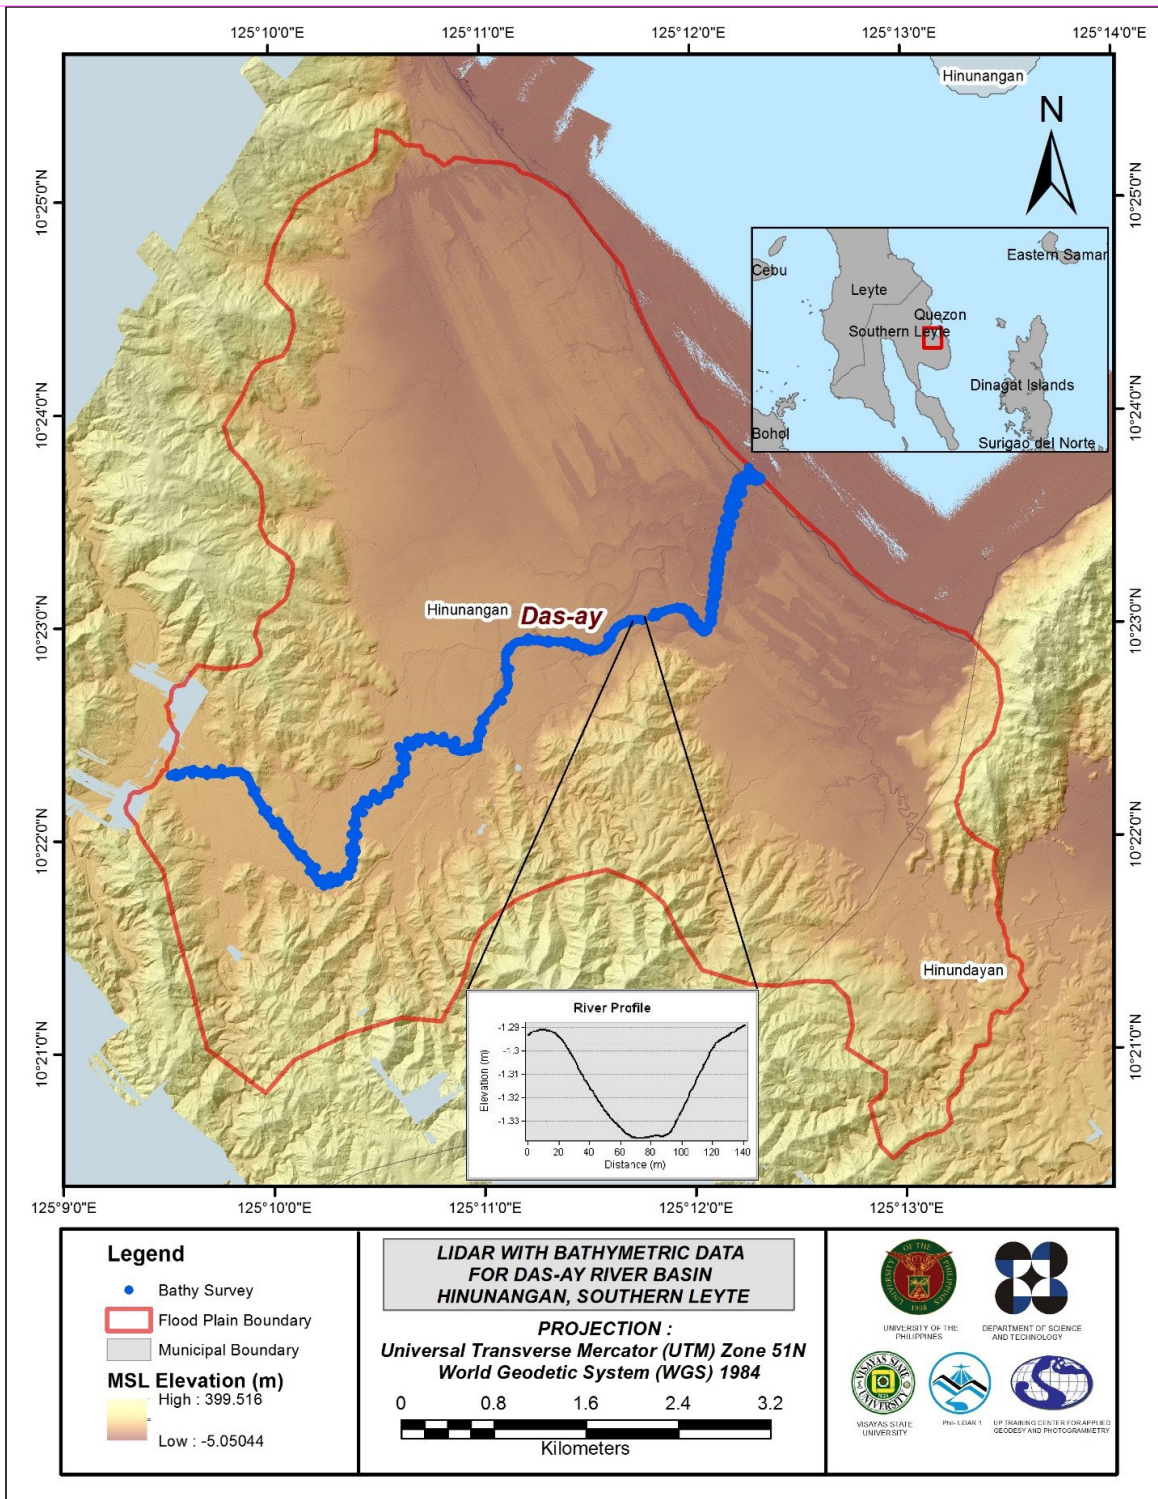 125°10'0"E
125°11'0"E
125°12'0"E
125°13'0"E
125°14'0"E
Hinunangan
N
10°25'0"N
10°25'0"N
Cebu
Eastern Samar
Leyte
Quezon
Southern Leyte
Dinagat Islands
Bohol
Surigao del Norte
10°24'0"N
10°24'0"N
Hinunangan
Das-ay
10°23'0"N
10°23'0"N
10°22'0"N
10°22'0"N
Hinundayan
10°21'0"N
10°21'0"N
River Profile
Elevation (m)
-1.29
-1.3
-1.31
-1.32
-1.33
0 20 40 60 80 100 120 140
Distance (m)
125°9'0"E
125°10'0"E
125°11'0"E
125°12'0"E
125°13'0"E
Legend
Bathy Survey
Flood Plain Boundary
Municipal Boundary
MSL Elevation (m)
High : 399.516
Low : -5.05044
LIDAR WITH BATHYMETRIC DATA
FOR DAS-AY RIVER BASIN
HINUNANGAN, SOUTHERN LEYTE
PROJECTION :
Universal Transverse Mercator (UTM) Zone 51N
World Geodetic System (WGS) 1984
0 0.8 1.6 2.4 3.2
Kilometers
UNIVERSITY OF THE PHILIPPINES
1908
UNIVERSITY OF THE
PHILIPPINES
DEPARTMENT OF SCIENCE
AND TECHNOLOGY
VISAYAS STATE UNIVERSITY
VISAYAS STATE
UNIVERSITY
Phil- LIDAR 1
UP TRAINING CENTER FOR APPLIED
GEODESY AND PHOTOGRAMMETRY